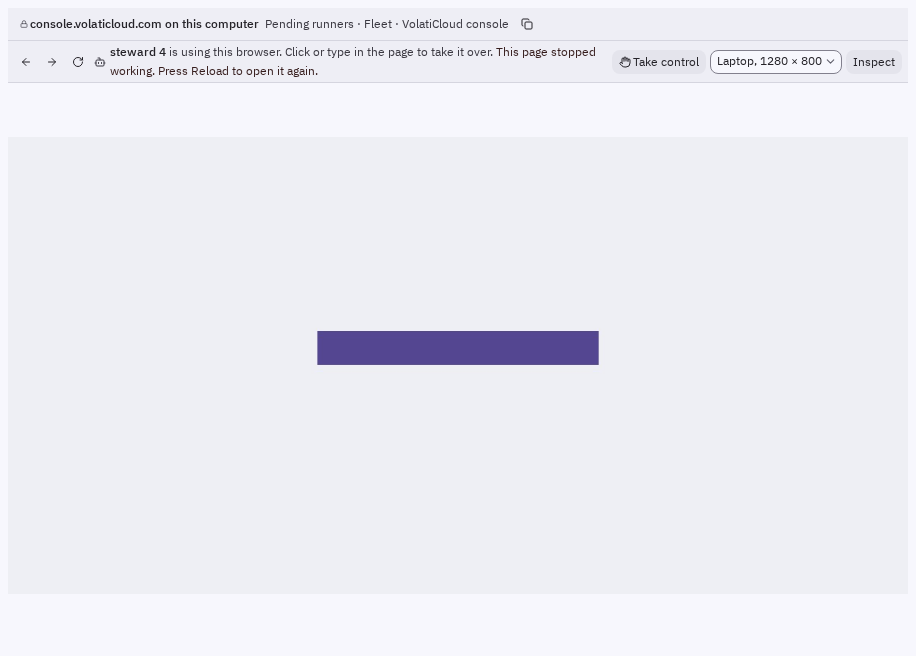 console.volaticloud.com on this computer Pending runners · Fleet · VolatiCloud console
steward 4 is using this browser. Click or type in the page to take it over. This page stopped
working. Press Reload to open it again.
Take control
Laptop, 1280 × 800
Inspect